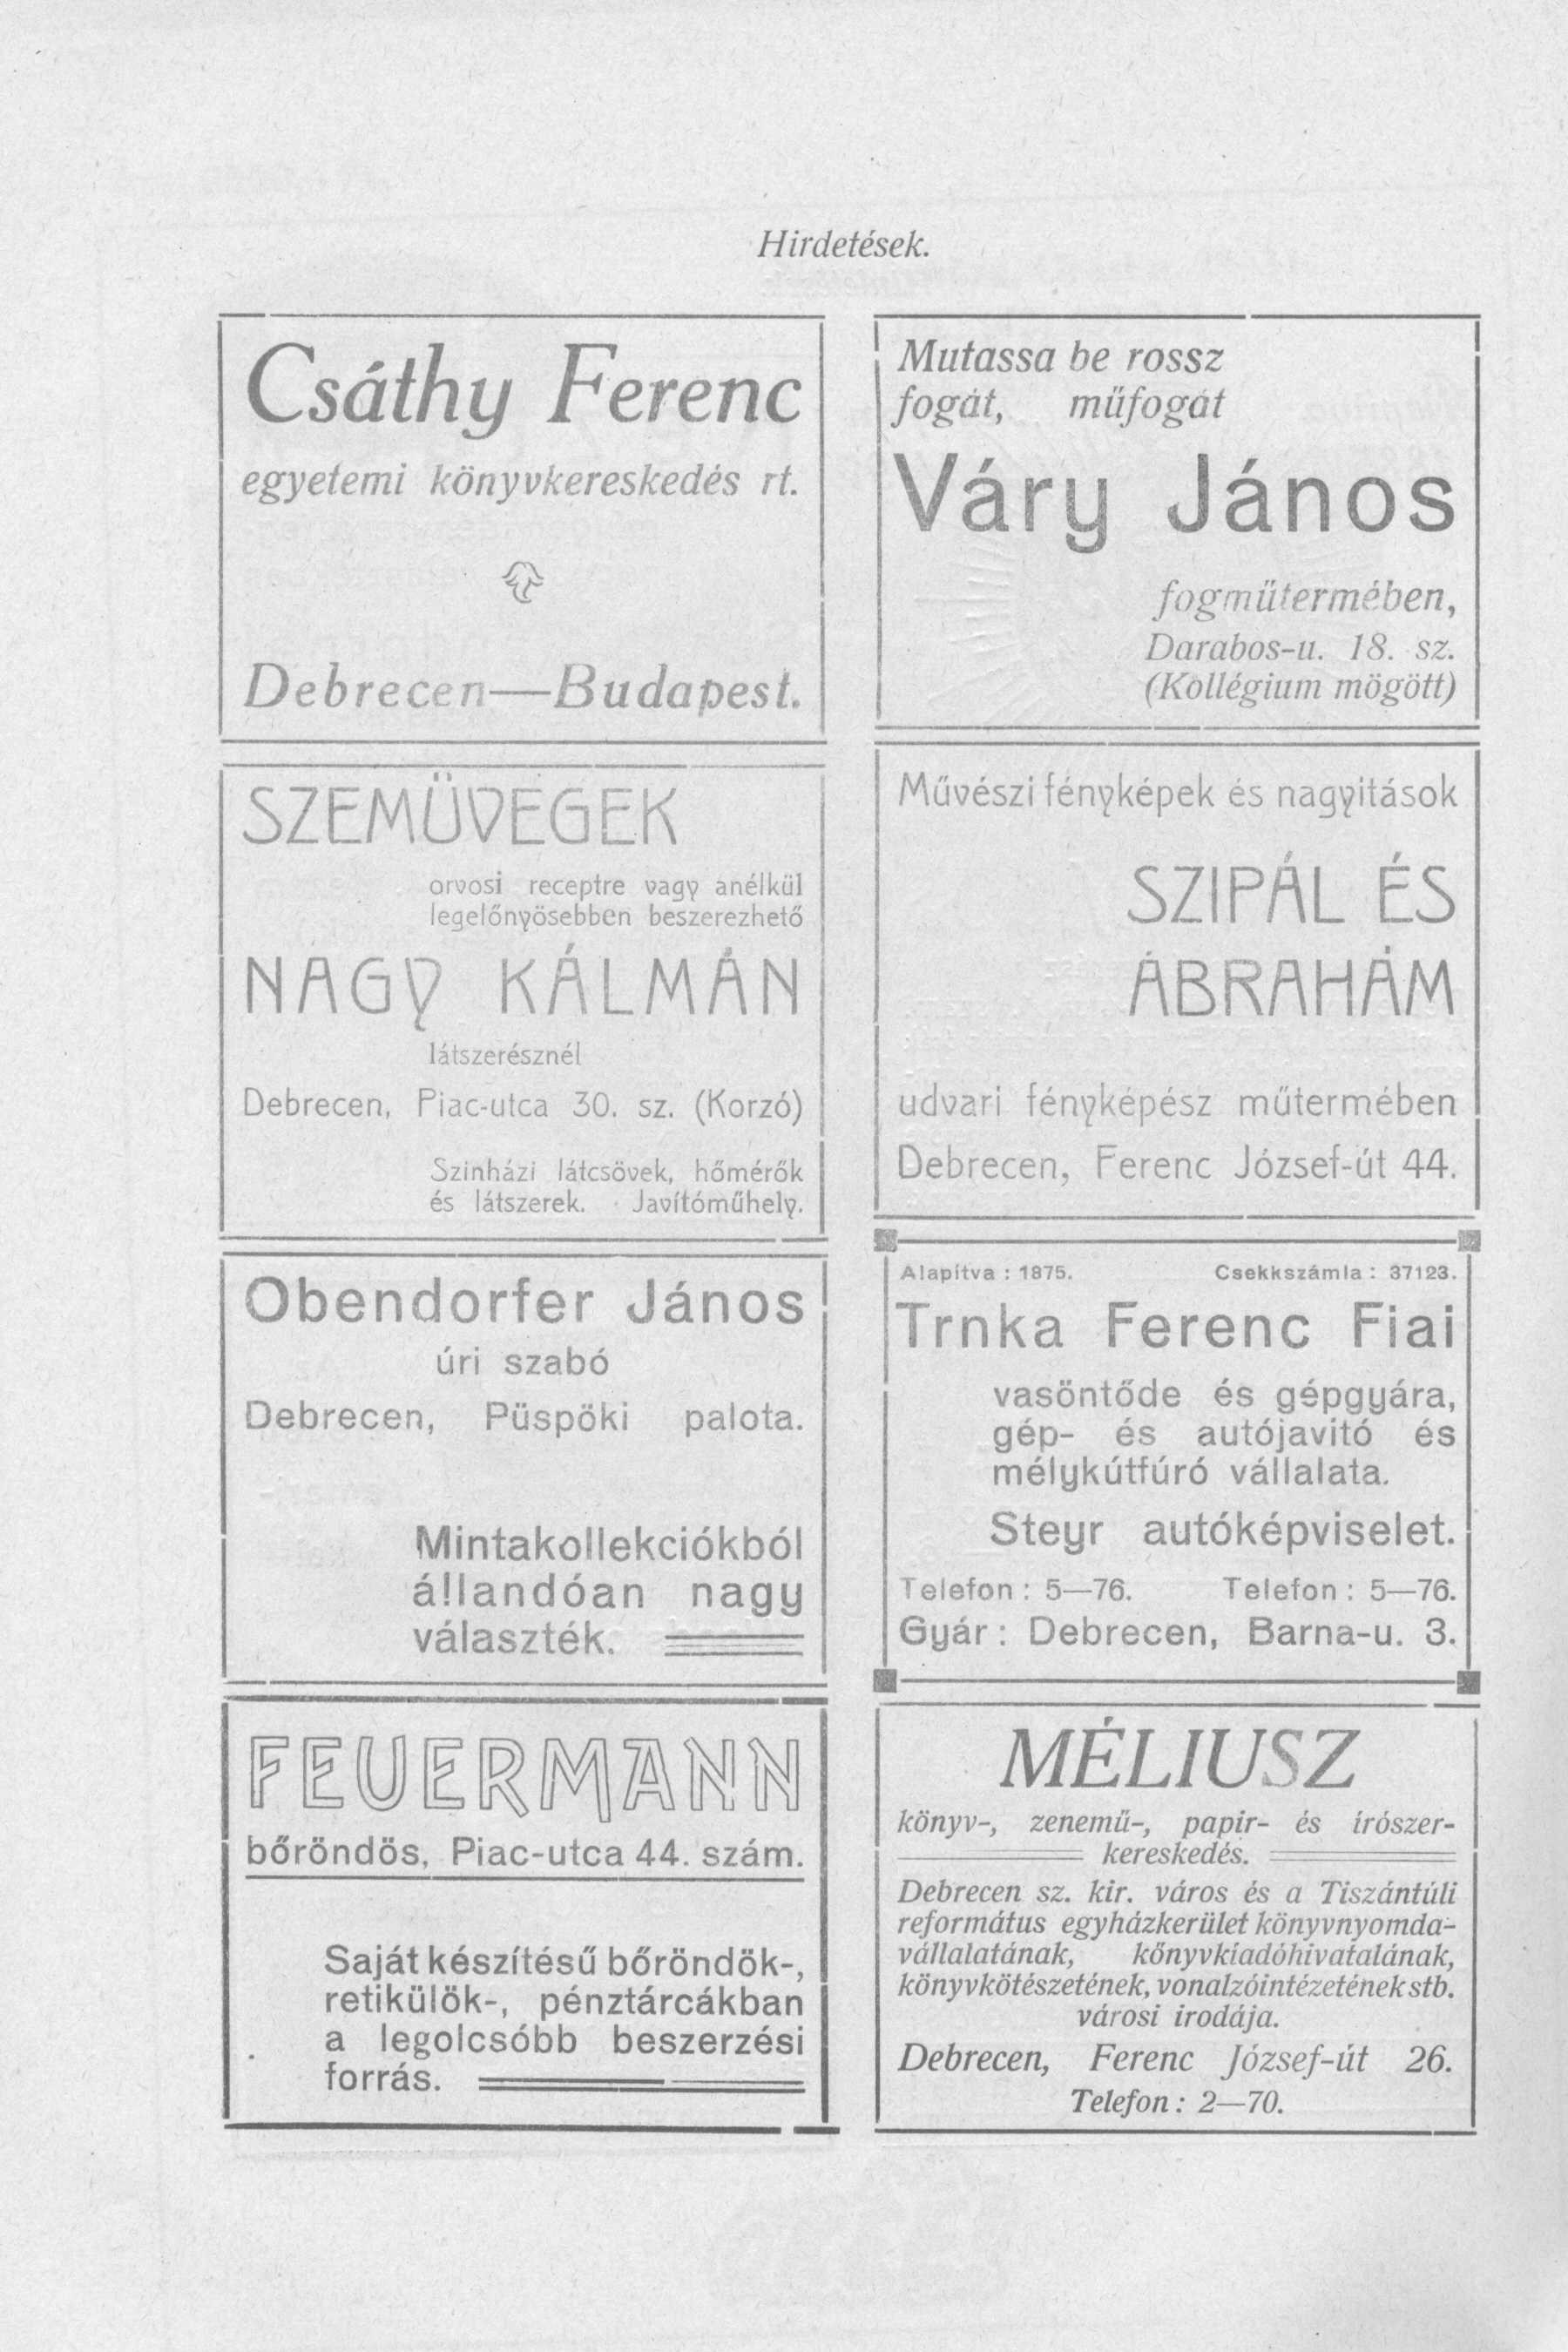 Hirdetések.
Csáthy Ferenc
egyetemi könyvkereskedés rt.
Debrecen—Budapest.
SZEMÜVEGEK
orvosi receptre vagy anélkül
legelőnyösebben beszerezhető
NAGY KÁLMÁN
látszerésznél
Debrecen, Piac-utca 30. sz. (Korzó)
Szinházi látcsövek, hőmérők
és látszerek. Javítóműhely.
Obendorfer János
úri szabó
Debrecen, Püspöki palota.
Mintakollekciókból
állandóan nagy
választék.
FEUERMANN
bőröndös, Piac-utca 44. szám.
Saját készítésű bőröndök-,
retikülök-, pénztárcákban
a legolcsóbb beszerzési
forrás.
Mutassa be rossz
fogát, műfogát
Váry János
fogműtermében,
Darabos-u. 18. sz.
(Kollégium mögött)
Művészi fényképek és nagyitások
SZIPÁL ÉS
ÁBRAHÁM
udvari fényképész műtermében
Debrecen, Ferenc József-út 44.
Alapítva : 1875. Csekkszámla : 37123.
Trnka Ferenc Fiai
vasöntőde és gépgyára,
gép- és autójavitó és
mélykútfúró vállalata.
Steyr autóképviselet.
Telefon : 5—76. Telefon : 5—76.
Gyár : Debrecen, Barna-u. 3.
MÉLIUSZ
könyv-, zenemű-, papir- és írószer-
kereskedés.
Debrecen sz. kir. város és a Tiszántúli
református egyházkerület könyvnyomda-
vállalatának, könyvkiadóhivatalának,
könyvkötészetének, vonalzóintézetének stb.
városi irodája.
Debrecen, Ferenc József-út 26.
Telefon : 2—70.